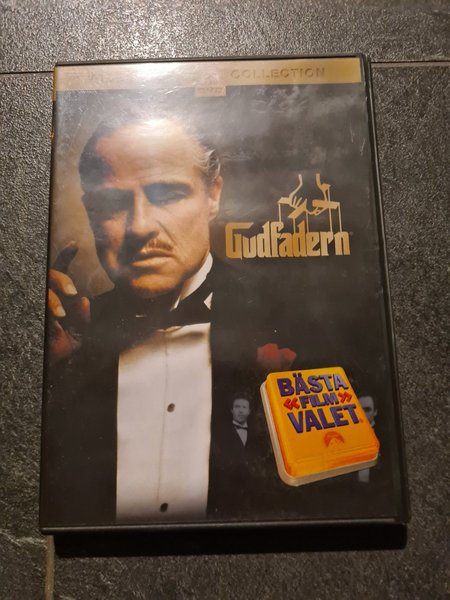 COLLECTION
Gudfadern
BÄSTA
«FILM»
VALET